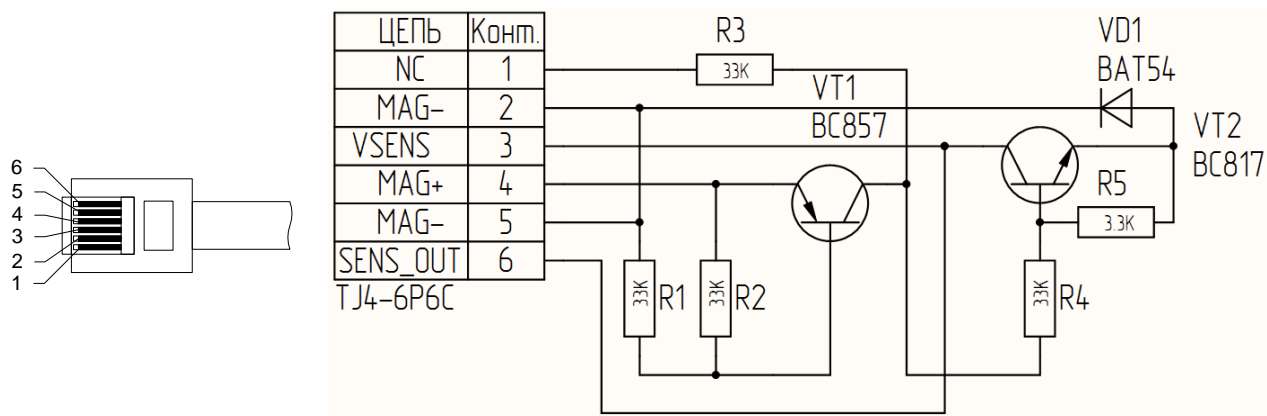 6
5
4
3
2
1
ЦЕПЬ Конт.
NC 1
MAG- 2
VSENS 3
MAG+ 4
MAG- 5
SENS_OUT 6
TJ4-6P6C
R3
33K
VT1
BC857
VD1
BAT54
VT2
BC817
R5
3.3K
33K
R1
33K
R2
33K
R4